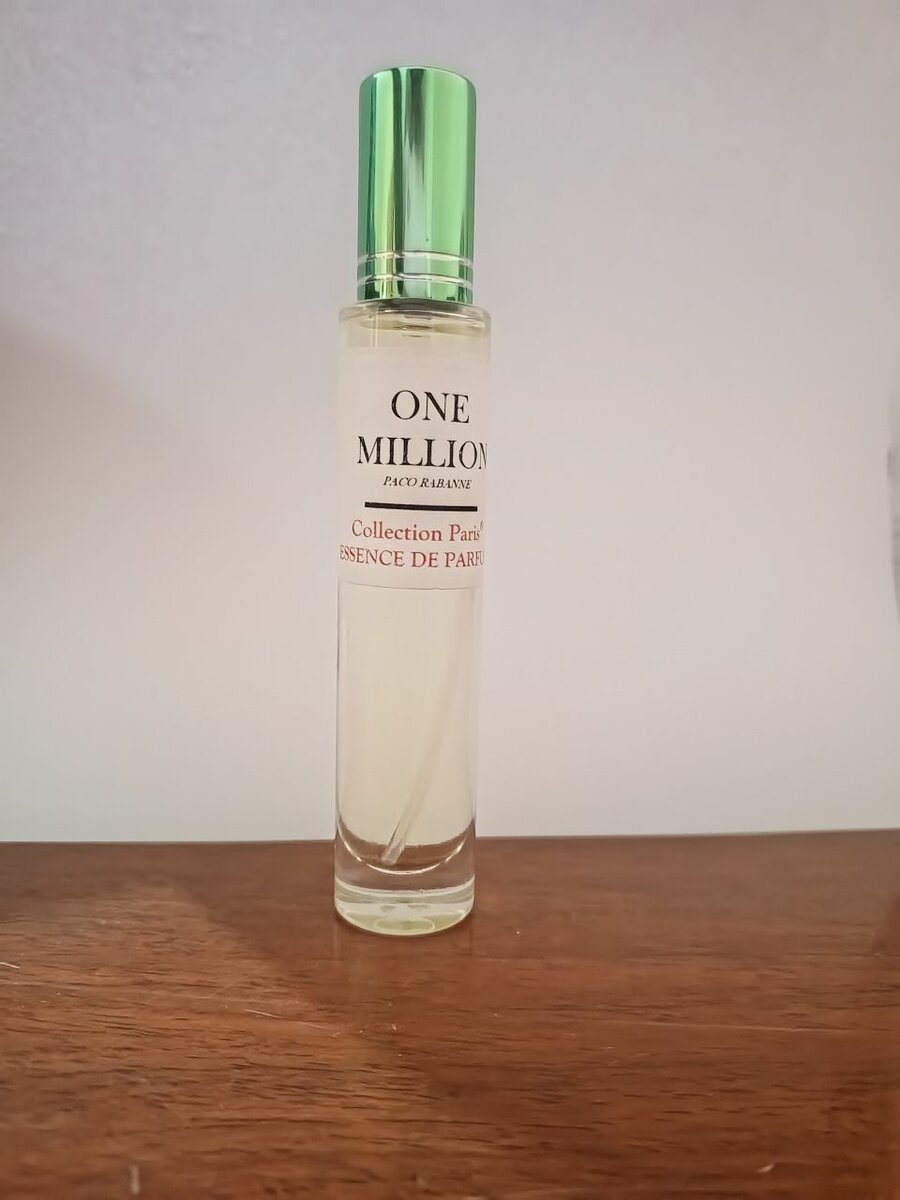 ONE
MILLION
PACO RABANNE
Collection Paris
ESSENCE DE PARFU